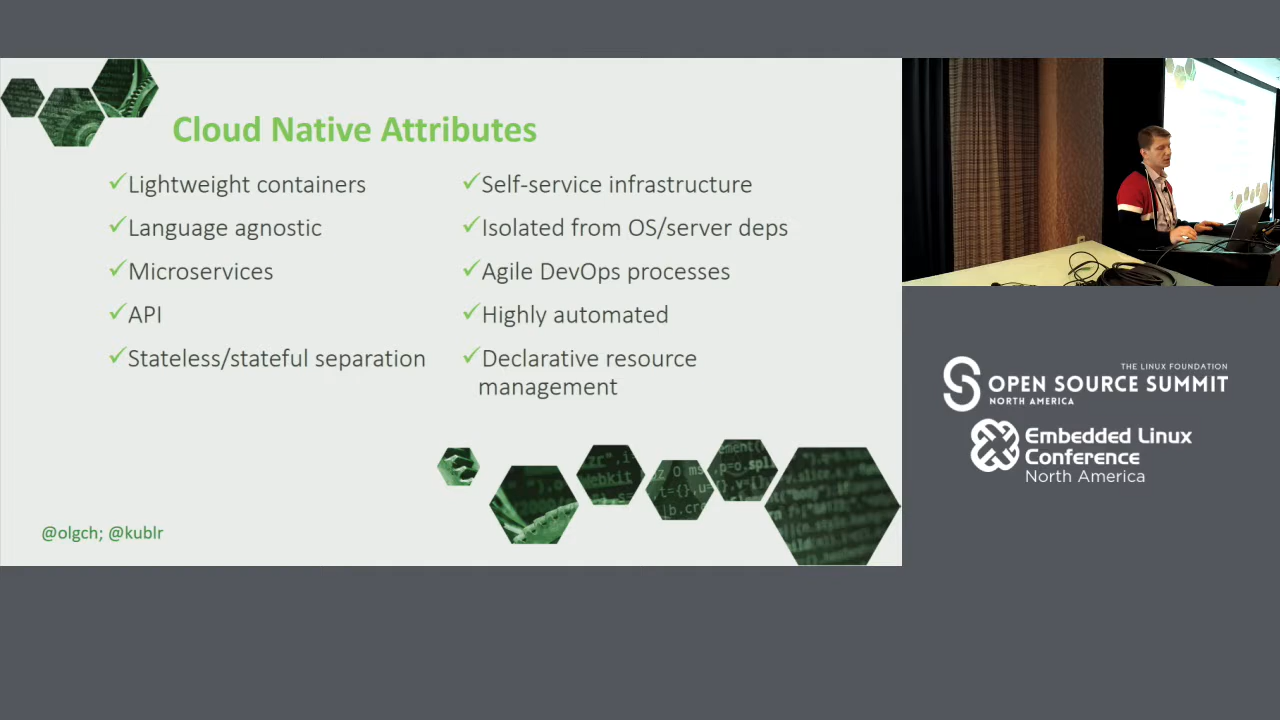 Cloud Native Attributes
✓Lightweight containers
✓Language agnostic
✓Microservices
✓API
✓Stateless/stateful separation
✓Self-service infrastructure
✓Isolated from OS/server deps
✓Agile DevOps processes
✓Highly automated
✓Declarative resource
management
@olgch; @kublr
THE LINUX FOUNDATION
OPEN SOURCE SUMMIT
NORTH AMERICA
Embedded Linux
Conference
North America